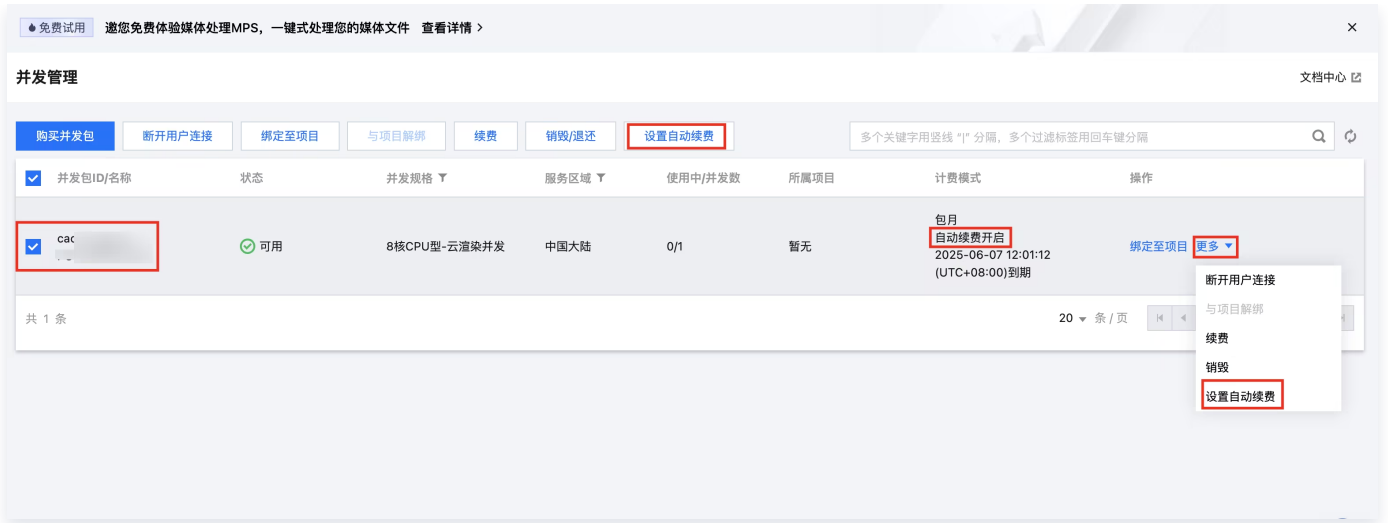 免费试用 邀您免费体验媒体处理MPS，一键式处理您的媒体文件 查看详情 >
并发管理 文档中心
购买并发包 断开用户连接 绑定至项目 与项目解绑 续费 销毁/退还 设置自动续费 多个关键字用竖线 "|" 分隔，多个过滤标签用回车键分隔
并发包ID/名称 状态 并发规格 服务区域 使用中/并发数 所属项目 计费模式 操作
包月
cac 可用 8核CPU型-云渲染并发 中国大陆 0/1 暂无 自动续费开启 绑定至项目 更多
2025-06-07 12:01:12
(UTC+08:00)到期
断开用户连接
与项目解绑
共 1 条 20 条 / 页
续费
销毁
设置自动续费